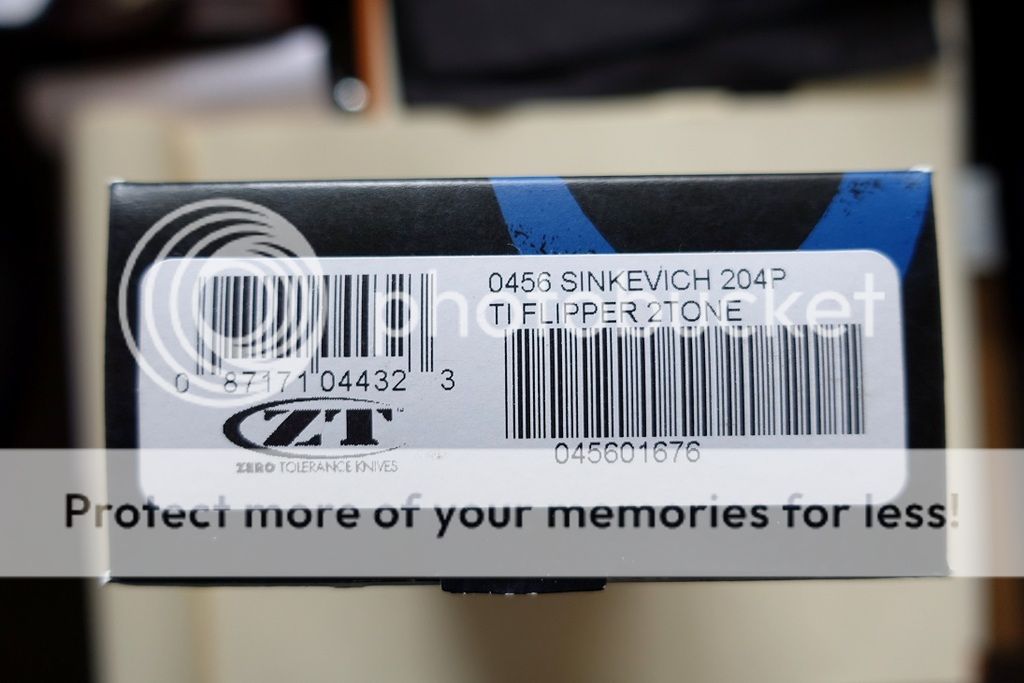 0456 SINKEVICH 204P
TI FLIPPER 2TONE
photobucket
0 87171 04432 3
ZT™
ZERO TOLERANCE KNIVES
045601676
Protect more of your memories for less!